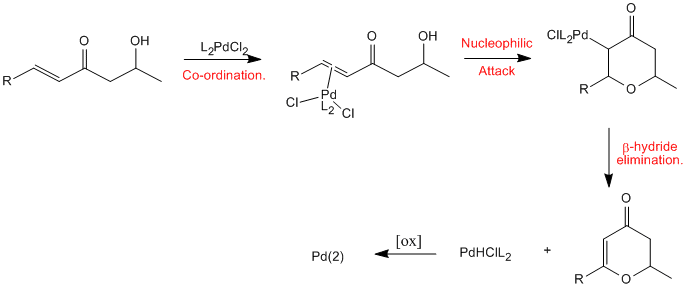 O OH
R
L2PdCl2
Co-ordination.
O OH
R
Pd
Cl L2 Cl
Nucleophilic
Attack
ClL2Pd O
R O
β-hydride
elimination.
O
R O
+
PdHClL2
[ox]
Pd(2)